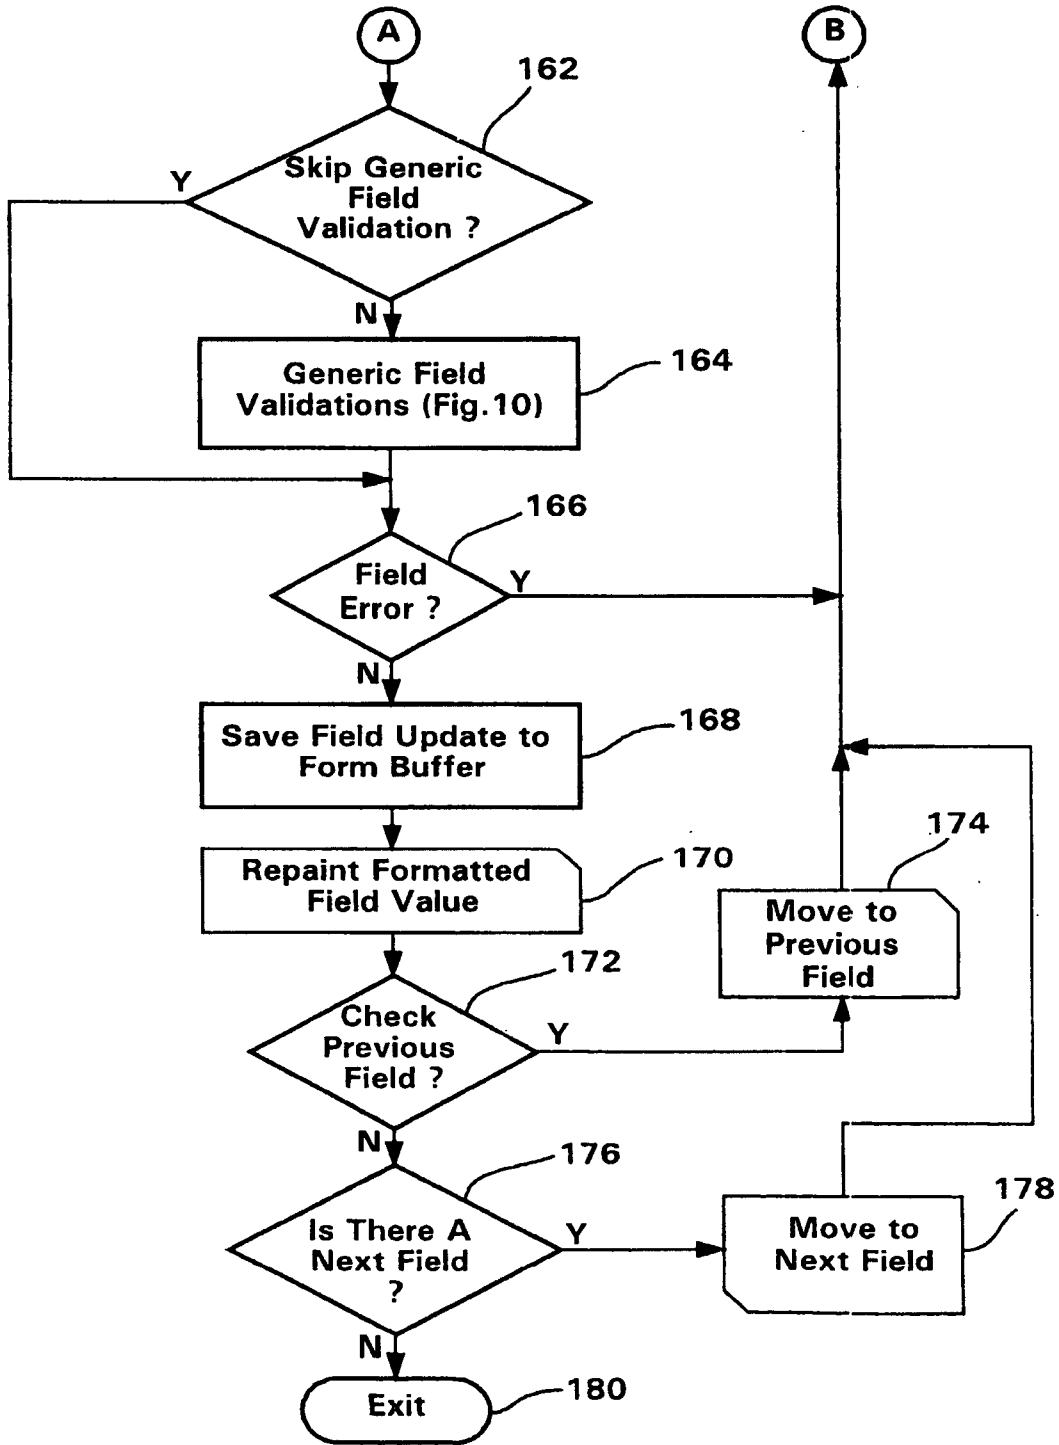 A
B
162
Skip Generic
Field
Validation ?
Y
N
Generic Field
Validations (Fig.10)
164
166
Field
Error ?
Y
N
Save Field Update to
Form Buffer
168
Repaint Formatted
Field Value
170
174
Move to
Previous
Field
172
Check
Previous
Field ?
Y
N
176
Is There A
Next Field
?
Y
178
Move to
Next Field
N
Exit
180